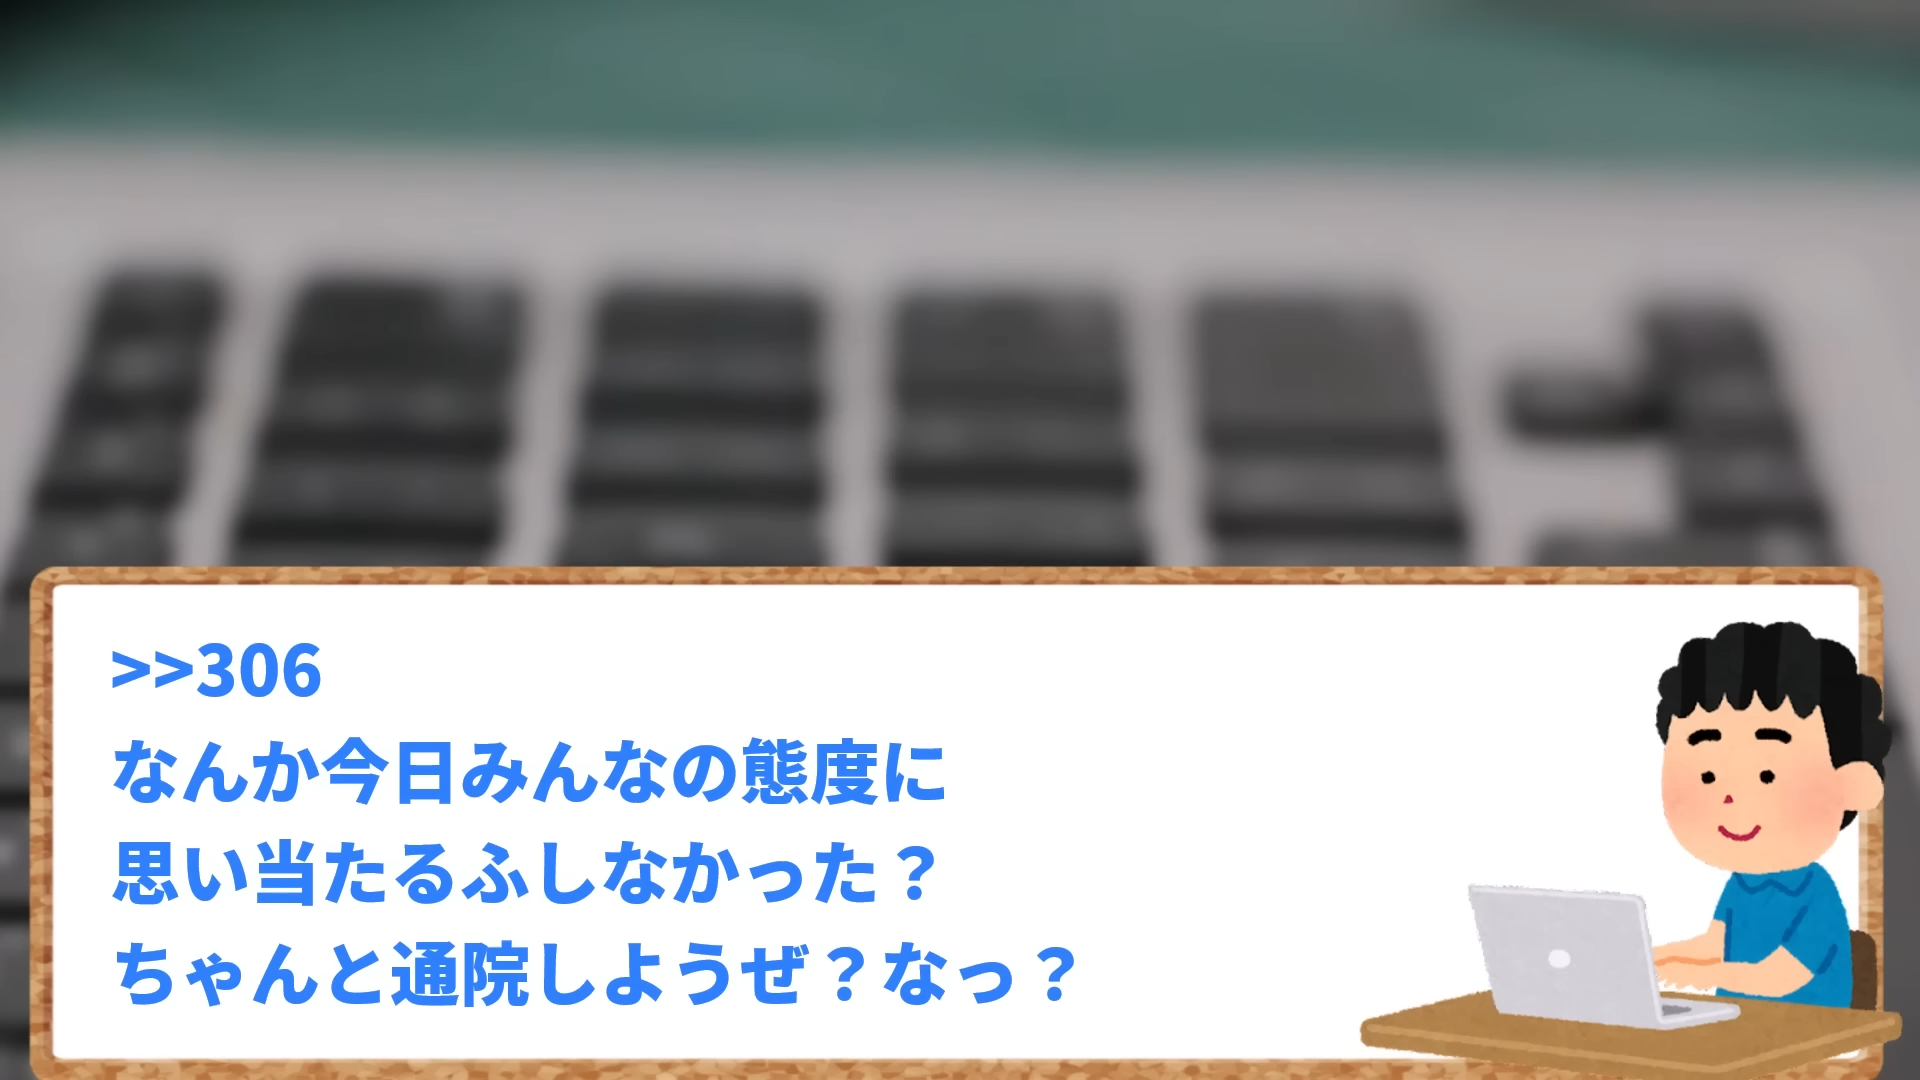 >>306
なんか今日みんなの態度に
思い当たるふしなかった？
ちゃんと通院しようぜ？なっ？